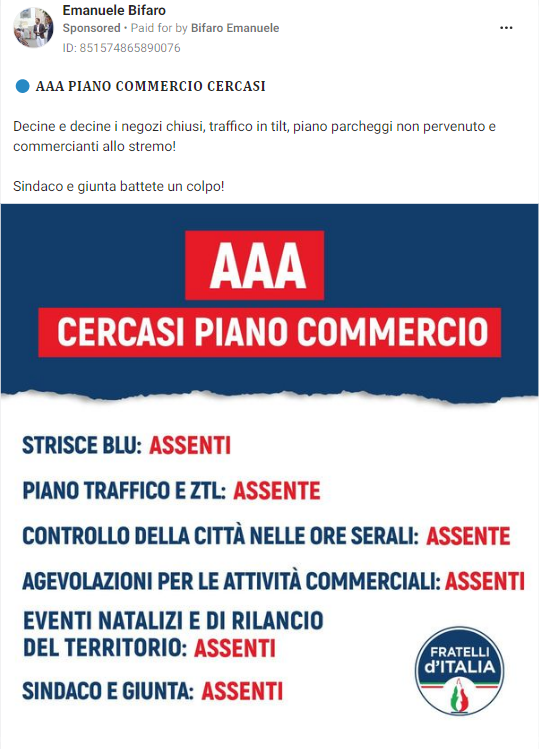 Emanuele Bifaro
Sponsored • Paid for by Bifaro Emanuele
ID: 851574865890076
AAA PIANO COMMERCIO CERCASI
Decine e decine i negozi chiusi, traffico in tilt, piano parcheggi non pervenuto e
commercianti allo stremo!
Sindaco e giunta battete un colpo!
AAA
CERCASI PIANO COMMERCIO
STRISCE BLU: ASSENTI
PIANO TRAFFICO E ZTL: ASSENTE
CONTROLLO DELLA CITTÀ NELLE ORE SERALI: ASSENTE
AGEVOLAZIONI PER LE ATTIVITÀ COMMERCIALI: ASSENTI
EVENTI NATALIZI E DI RILANCIO
DEL TERRITORIO: ASSENTI
SINDACO E GIUNTA: ASSENTI
FRATELLI
d'ITALIA